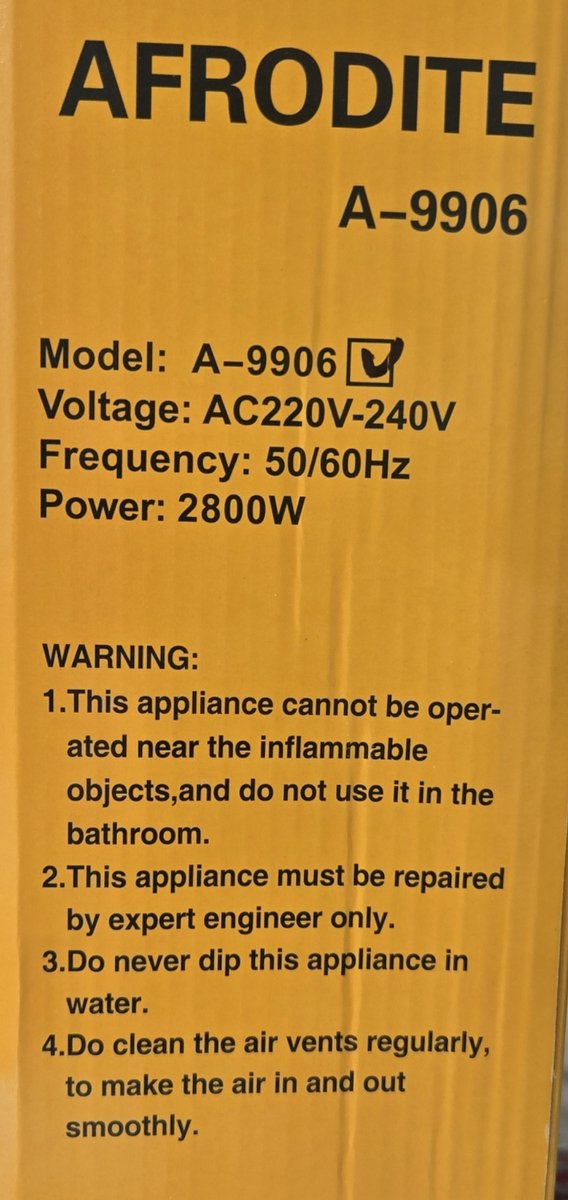 AFRODITE
A-9906
Model: A-9906
Voltage: AC220V-240V
Frequency: 50/60Hz
Power: 2800W
WARNING:
1.This appliance cannot be oper-
ated near the inflammable
objects,and do not use it in the
bathroom.
2.This appliance must be repaired
by expert engineer only.
3.Do never dip this appliance in
water.
4.Do clean the air vents regularly,
to make the air in and out
smoothly.